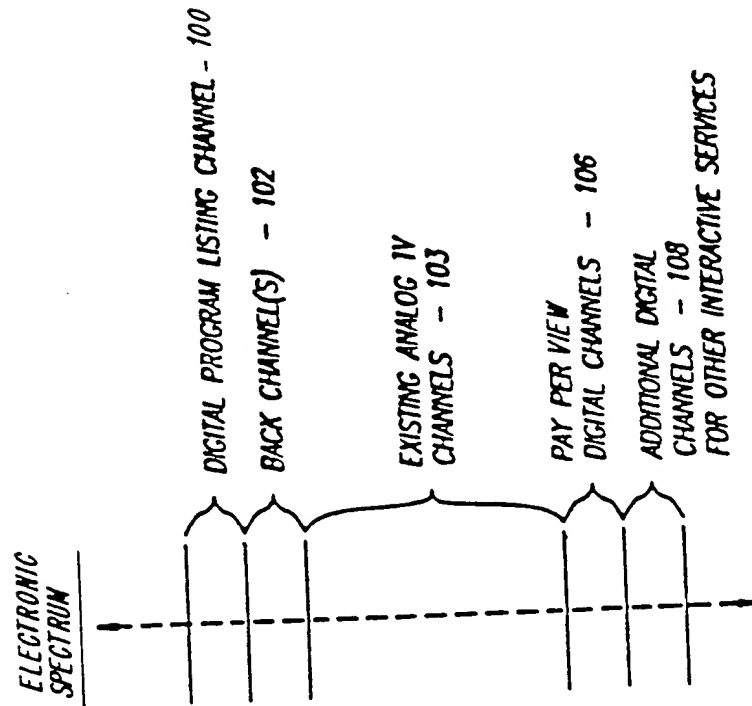 ELECTRONIC
SPECTRUM
DIGITAL PROGRAM LISTING CHANNEL - 100
BACK CHANNEL(S) - 102
EXISTING ANALOG TV
CHANNELS - 103
PAY PER VIEW
DIGITAL CHANNELS - 106
ADDITIONAL DIGITAL
CHANNELS - 108
FOR OTHER INTERACTIVE SERVICES